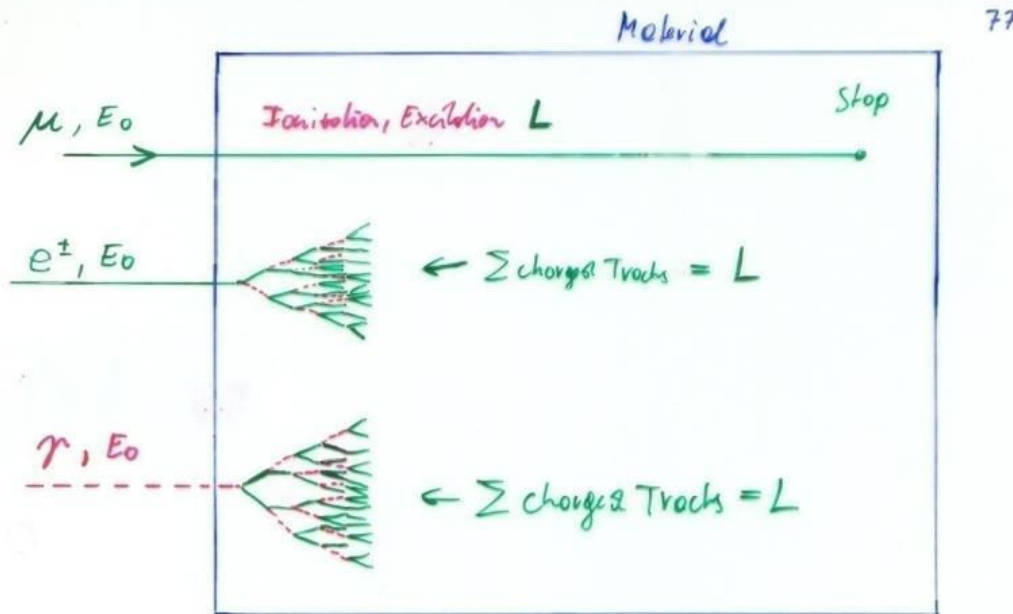 Material
77
Ionisation, Excitation L
Stop
μ, E₀
e±, E₀
← Σ charged Tracks = L
γ, E₀
← Σ charged Tracks = L